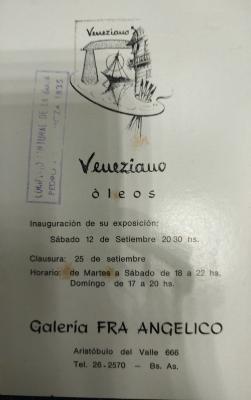 Veneziano
Veneziano
òleos
Inauguración de su exposición:
Sábado 12 de Setiembre 20.30 hs.
Clausura: 25 de setiembre
Horario: de Martes a Sábado de 18 a 22 hs.
Domingo de 17 a 20 hs.
Galería FRA ANGELICO
Aristóbulo del Valle 666
Tel. 26-2570 – Bs. As.